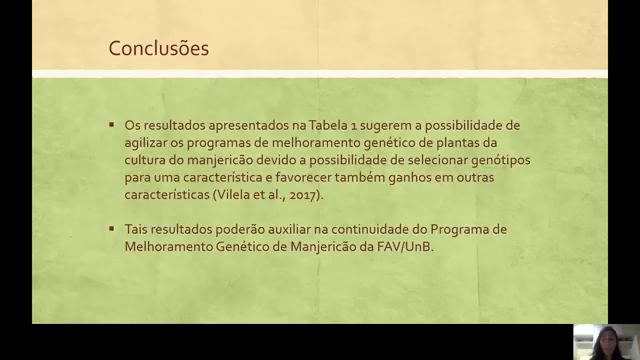 Conclusões
▪ Os resultados apresentados na Tabela 1 sugerem a possibilidade de
agilizar os programas de melhoramento genético de plantas da
cultura do manjericão devido a possibilidade de selecionar genótipos
para uma característica e favorecer também ganhos em outras
características (Vilela et al., 2017).
▪ Tais resultados poderão auxiliar na continuidade do Programa de
Melhoramento Genético de Manjericão da FAV/UnB.